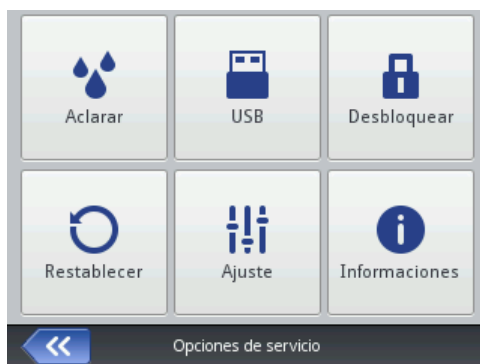 Aclarar
USB
Desbloquear
Restablecer
Ajuste
Informaciones
Opciones de servicio